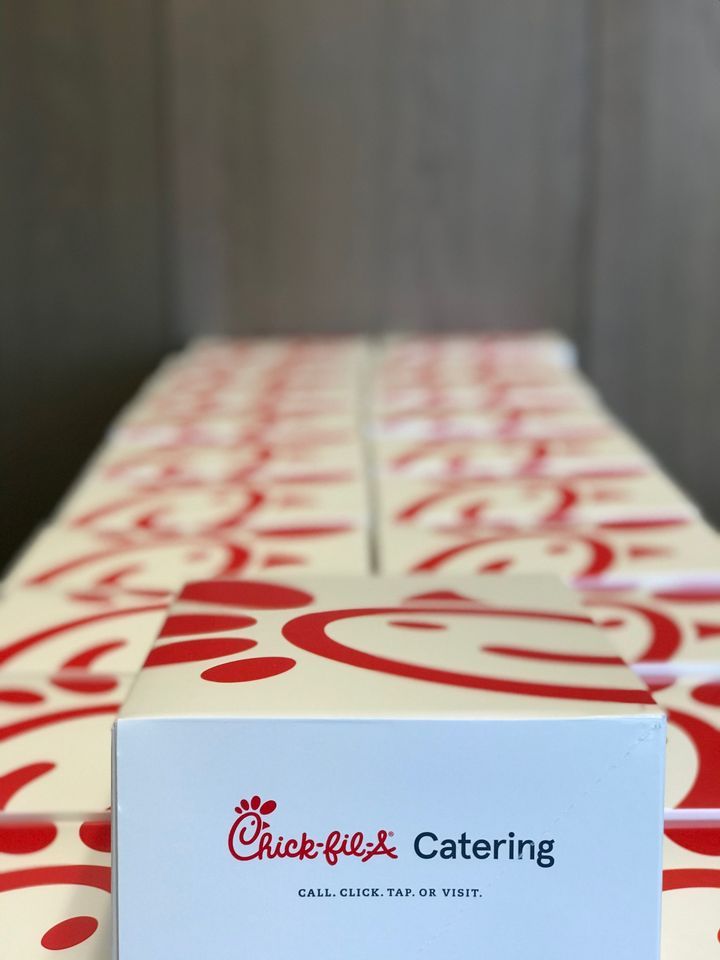 Chick-fil-A® Catering
CALL. CLICK. TAP. OR VISIT.